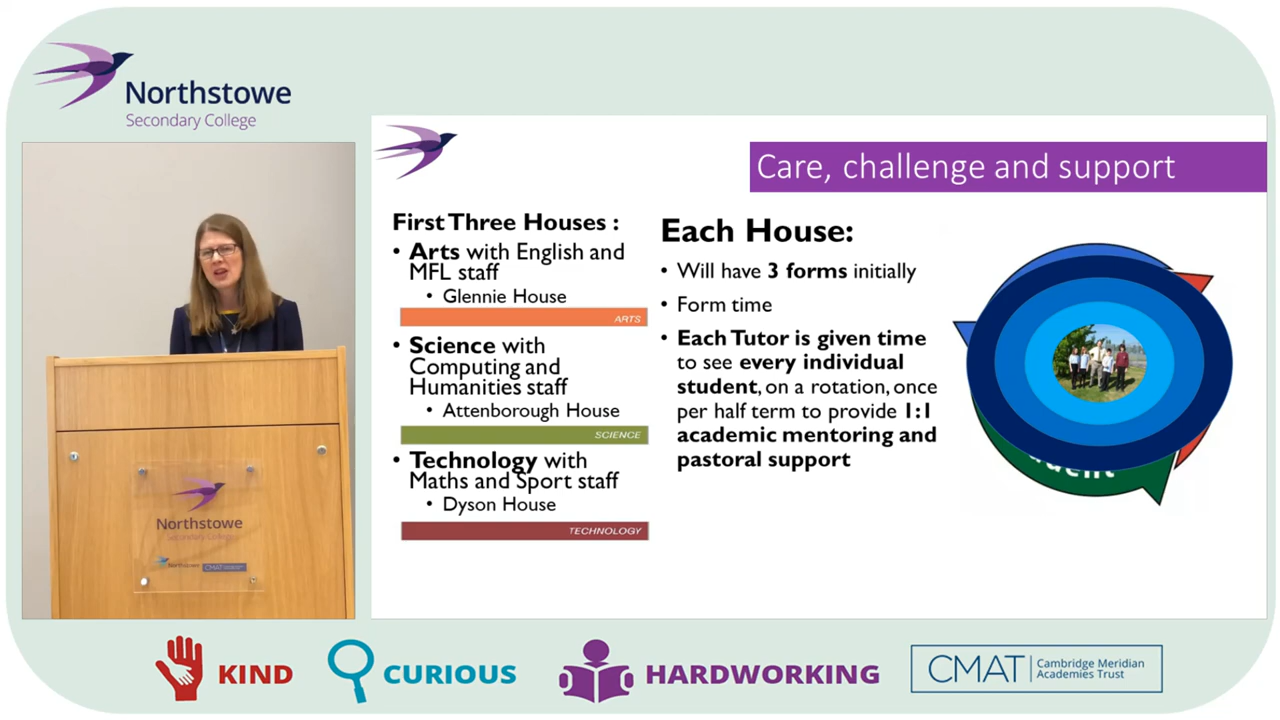 Northstowe
Secondary College
Care, challenge and support
First Three Houses :
• Arts with English and
MFL staff
• Glennie House
ARTS
• Science with
Computing and
Humanities staff
• Attenborough House
SCIENCE
• Technology with
Maths and Sport staff
• Dyson House
TECHNOLOGY
Each House:
• Will have 3 forms initially
• Form time
• Each Tutor is given time
to see every individual
student, on a rotation, once
per half term to provide 1:1
academic mentoring and
pastoral support
Northstowe
Secondary College
Northstowe
CMAT
KIND
CURIOUS
HARDWORKING
CMAT
Cambridge Meridian
Academies Trust